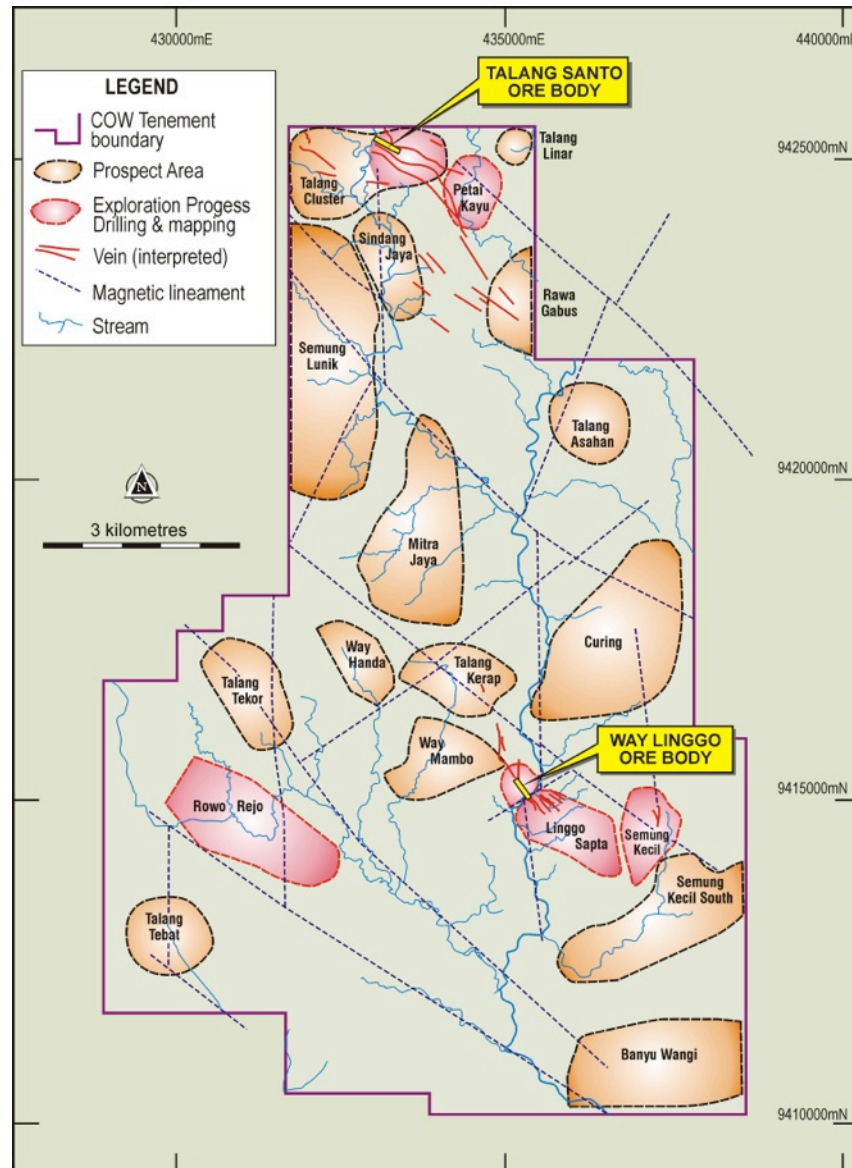 430000mE
435000mE
440000mE
LEGEND
COW Tenement
boundary
Prospect Area
Exploration Progess
Drilling & mapping
Vein (interpreted)
Magnetic lineament
Stream
TALANG SANTO
ORE BODY
Talang
Linar
9425000mN
Talang
Cluster
Petai
Kayu
Sindang
Jaya
Rawa
Gabus
Semung
Lunik
Talang
Asahan
9420000mN
N
3 kilometres
Mitra
Jaya
Curing
Way
Handa
Talang
Kerap
Talang
Tekor
Way
Mambo
WAY LINGGO
ORE BODY
9415000mN
Rowo Rejo
Linggo
Sapta
Semung
Kecil
Semung
Kecil South
Talang
Tebat
Banyu Wangi
9410000mN